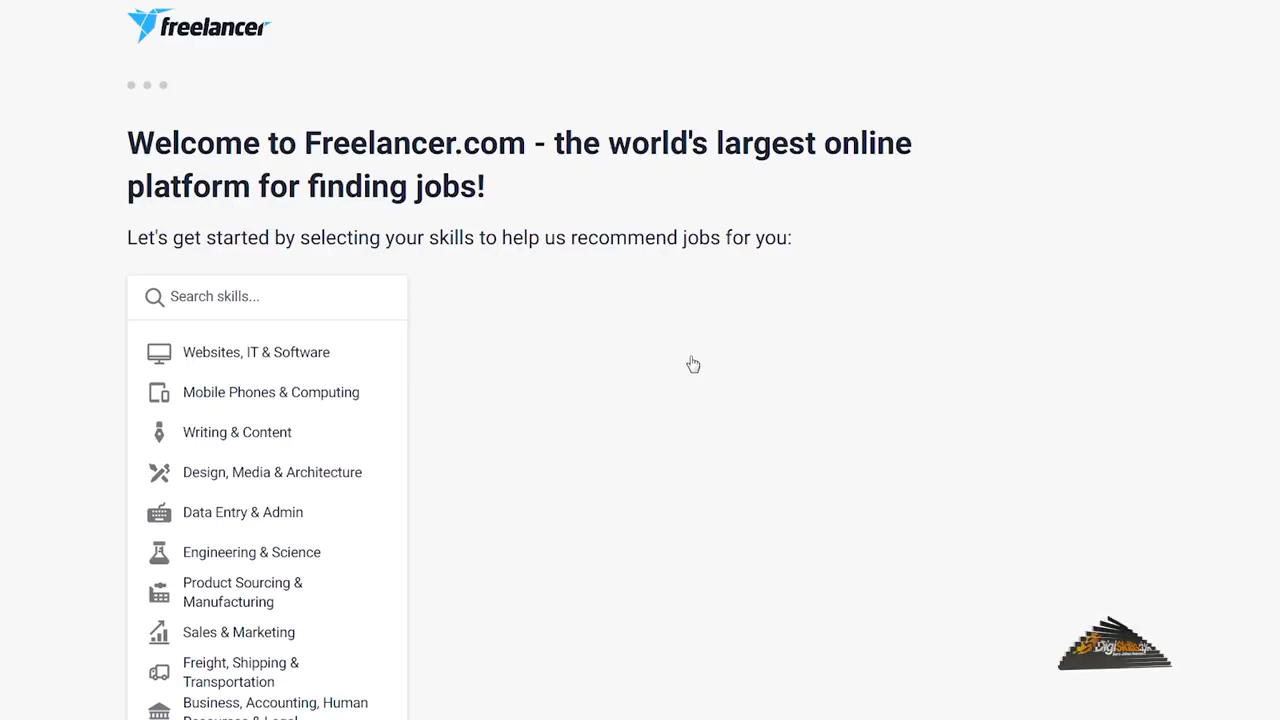 freelancer
Welcome to Freelancer.com - the world's largest online
platform for finding jobs!
Let's get started by selecting your skills to help us recommend jobs for you:
Search skills...
Websites, IT & Software
Mobile Phones & Computing
Writing & Content
Design, Media & Architecture
Data Entry & Admin
Engineering & Science
Product Sourcing &
Manufacturing
Sales & Marketing
Freight, Shipping &
Transportation
Business, Accounting, Human
Resources & Legal